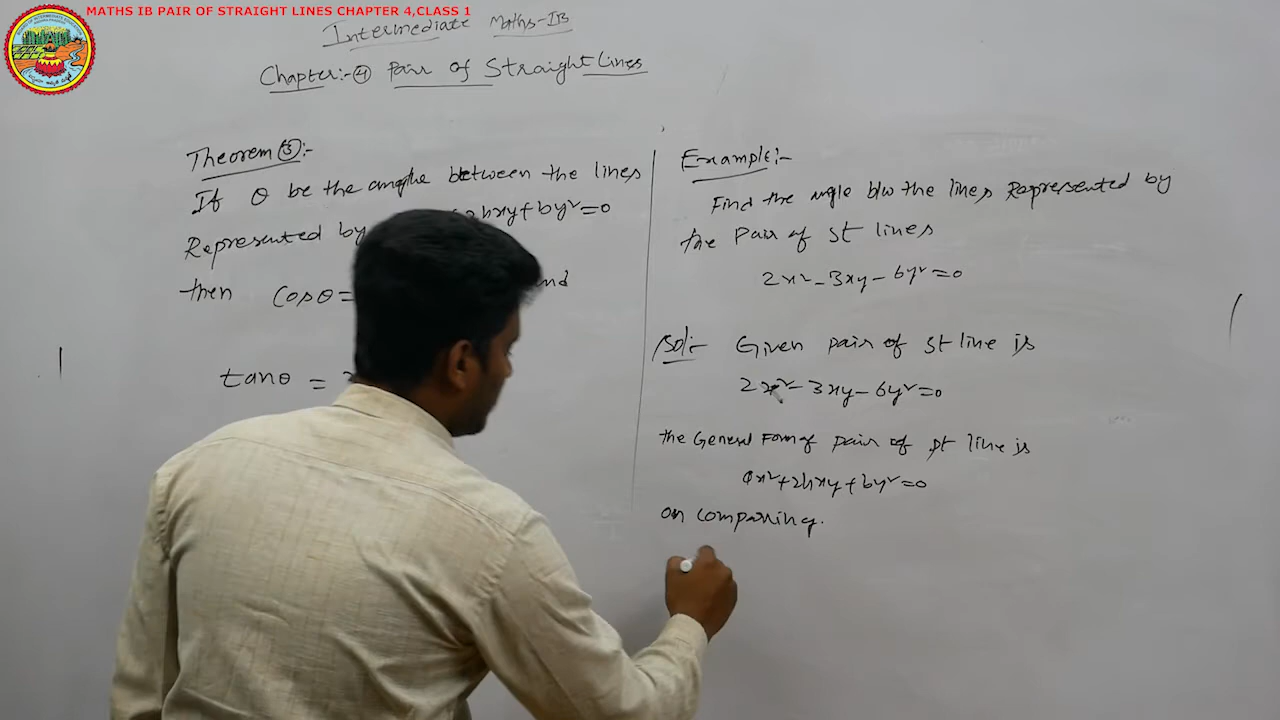 MATHS IB PAIR OF STRAIGHT LINES CHAPTER 4,CLASS 1
Intermediate Maths-IB
Chapter:-④ Pair of Straight Lines
Theorem ⑤:-
If θ be the angle between the lines
Represented by 2hxy+by²=0
then cosθ= and
tanθ =
Example:-
Find the angle b/w the lines Represented by
the Pair of st lines
2x²-3xy-6y²=0
Sol:- Given pair of st line is
2x²-3xy-6y²=0
the General Form of pair of st line is
ax²+2hxy+by²=0
on comparing.